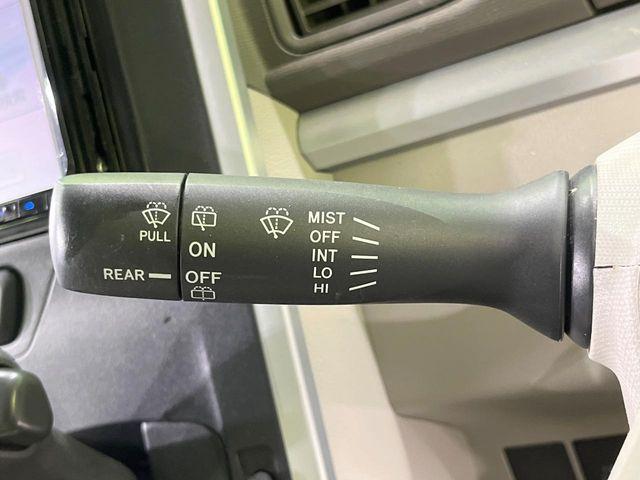 PULL
REAR
ON
OFF
MIST
OFF
INT
LO
HI